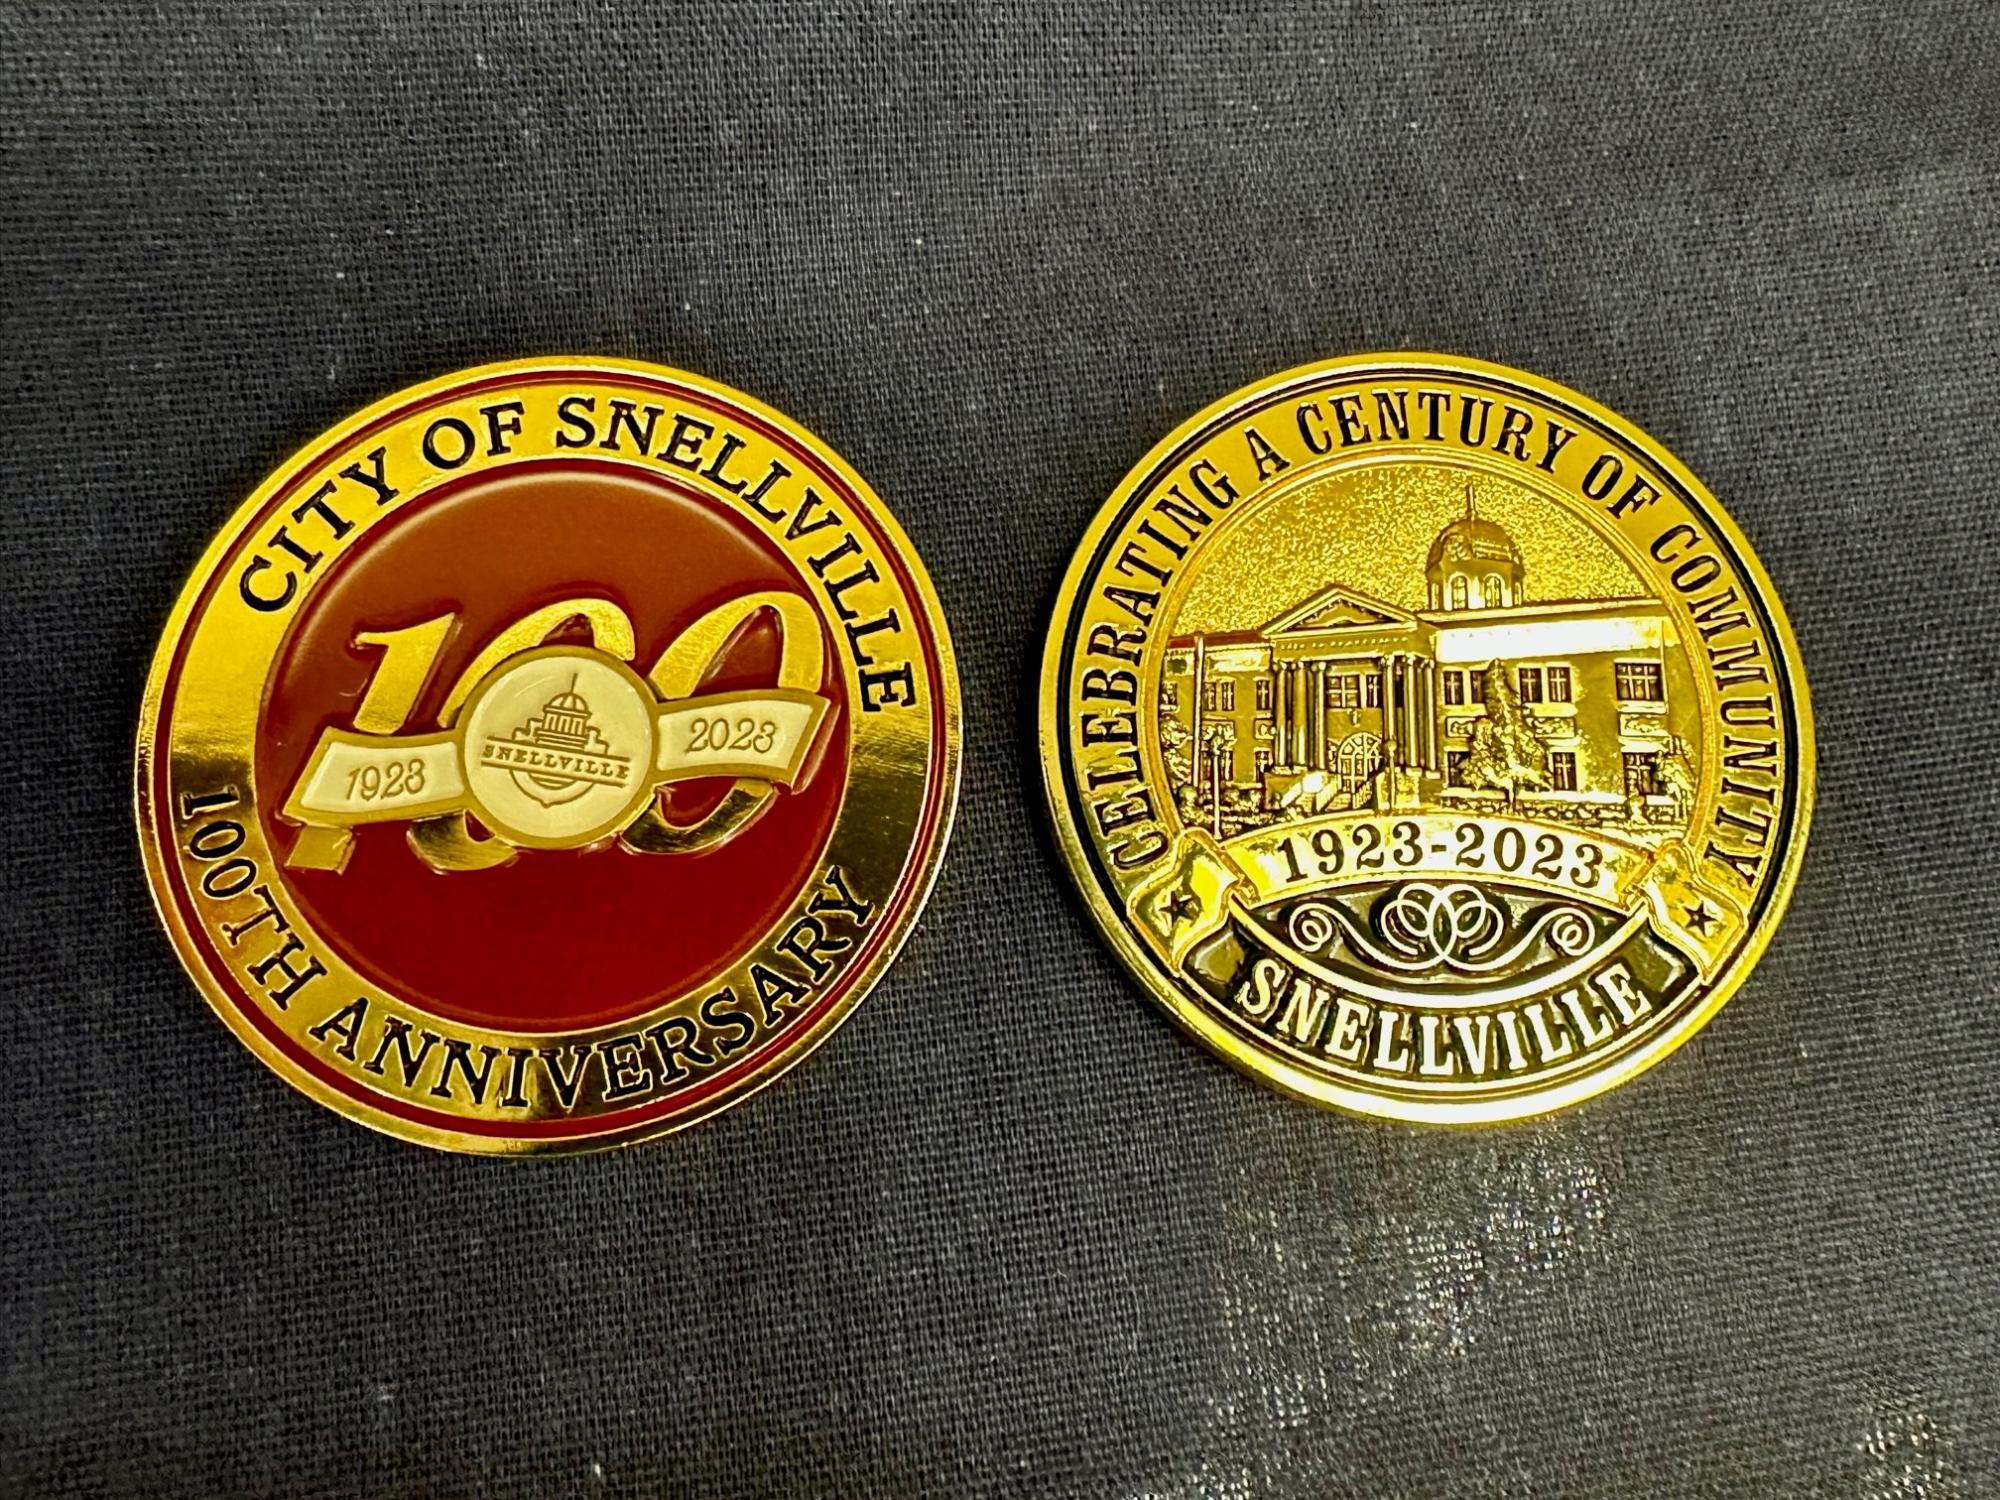 CITY OF SNELLVILLE
100
1923
SNELLVILLE
2023
100TH ANNIVERSARY
CELEBRATING A CENTURY OF COMMUNITY
1923-2023
SNELLVILLE